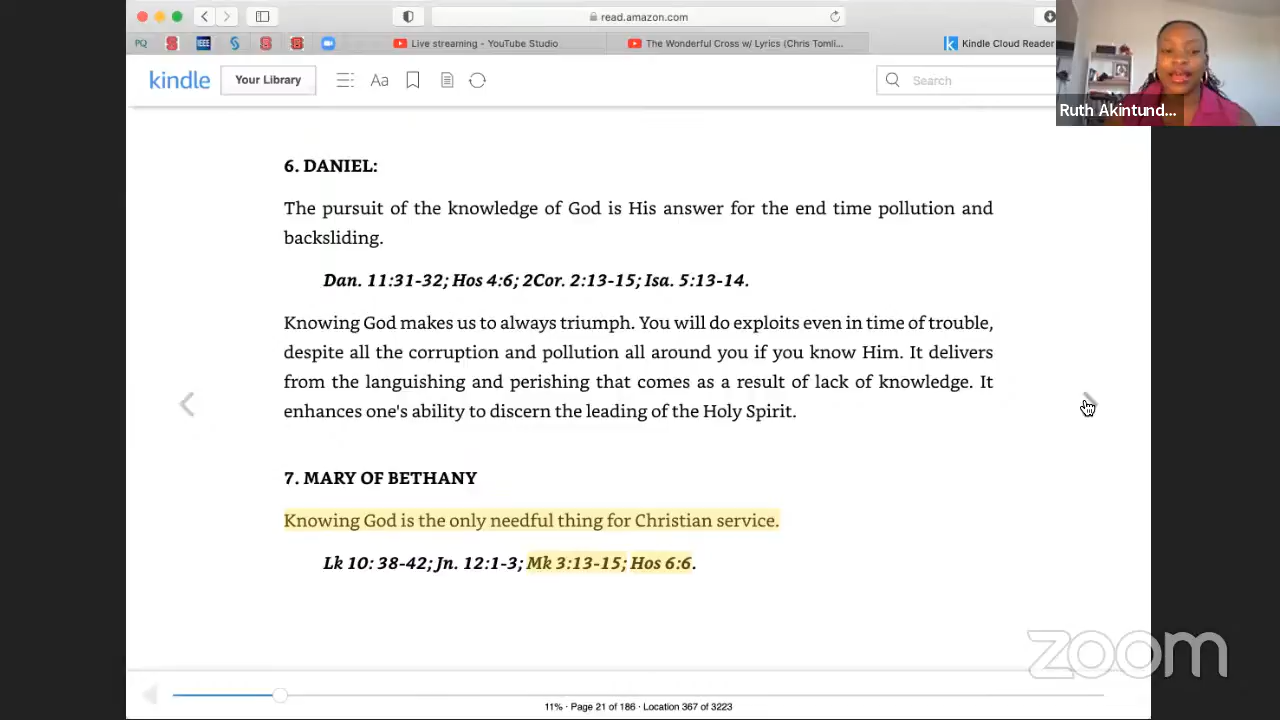 read.amazon.com
PQ
IEEE
Live streaming - YouTube Studio
The Wonderful Cross w/ Lyrics (Chris Tomli...
Kindle Cloud Reader
kindle
Your Library
Aa
Search
Ruth Akintund...
6. DANIEL:
The pursuit of the knowledge of God is His answer for the end time pollution and
backsliding.
Dan. 11:31-32; Hos 4:6; 2Cor. 2:13-15; Isa. 5:13-14.
Knowing God makes us to always triumph. You will do exploits even in time of trouble,
despite all the corruption and pollution all around you if you know Him. It delivers
from the languishing and perishing that comes as a result of lack of knowledge. It
enhances one's ability to discern the leading of the Holy Spirit.
7. MARY OF BETHANY
Knowing God is the only needful thing for Christian service.
Lk 10: 38-42; Jn. 12:1-3; Mk 3:13-15; Hos 6:6.
zoom
11% · Page 21 of 186 · Location 367 of 3223